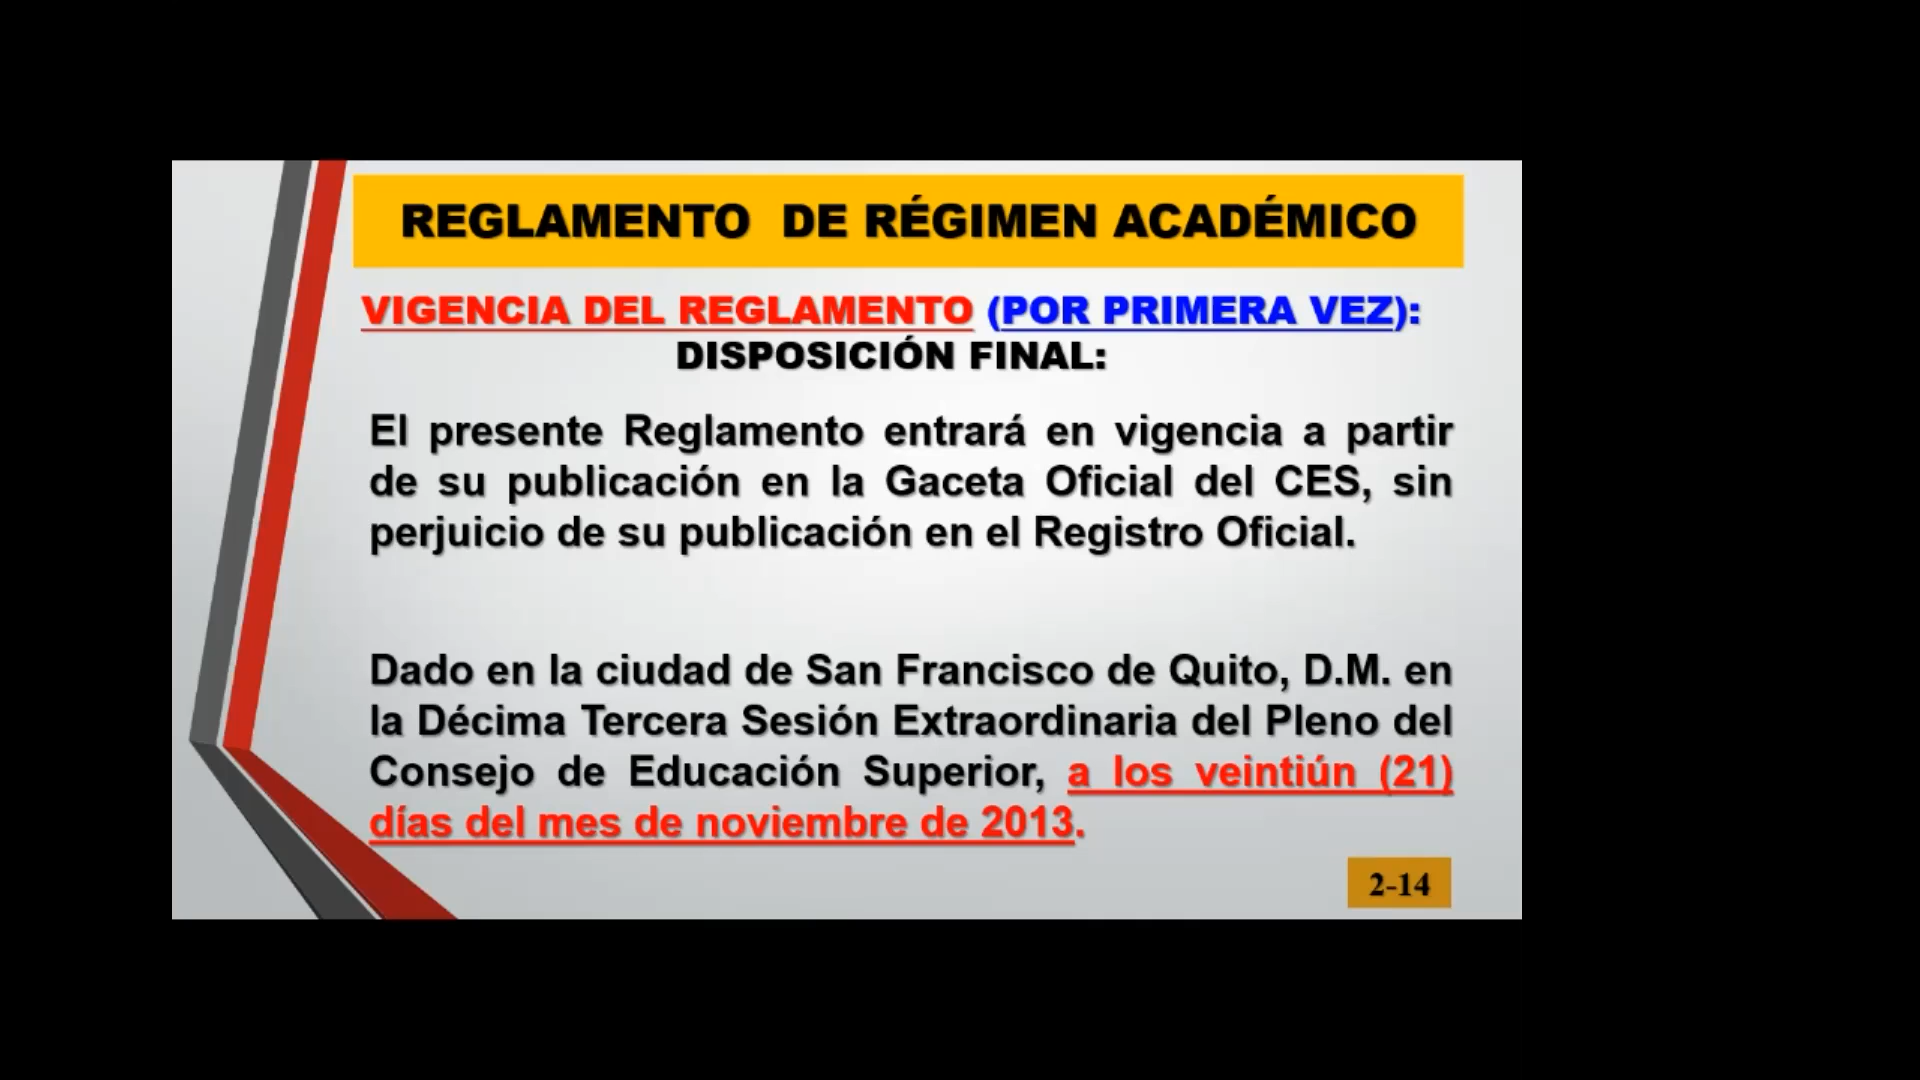 REGLAMENTO DE RÉGIMEN ACADÉMICO
VIGENCIA DEL REGLAMENTO (POR PRIMERA VEZ):
DISPOSICIÓN FINAL:
El presente Reglamento entrará en vigencia a partir
de su publicación en la Gaceta Oficial del CES, sin
perjuicio de su publicación en el Registro Oficial.
Dado en la ciudad de San Francisco de Quito, D.M. en
la Décima Tercera Sesión Extraordinaria del Pleno del
Consejo de Educación Superior, a los veintiún (21)
días del mes de noviembre de 2013.
2-14